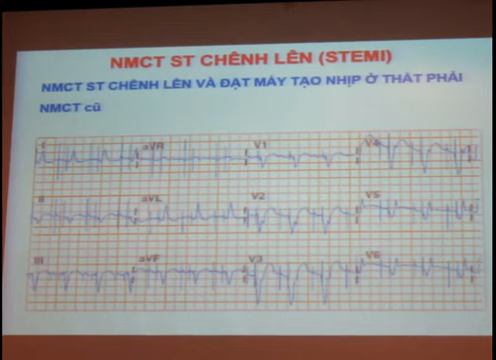 NMCT ST CHÊNH LÊN (STEMI)
NMCT ST CHÊNH LÊN VÀ ĐẶT MÁY TẠO NHỊP Ở THẤT PHẢI
NMCT cũ
I aVR V1 V4
II aVL V2 V5
III aVF V3 V6